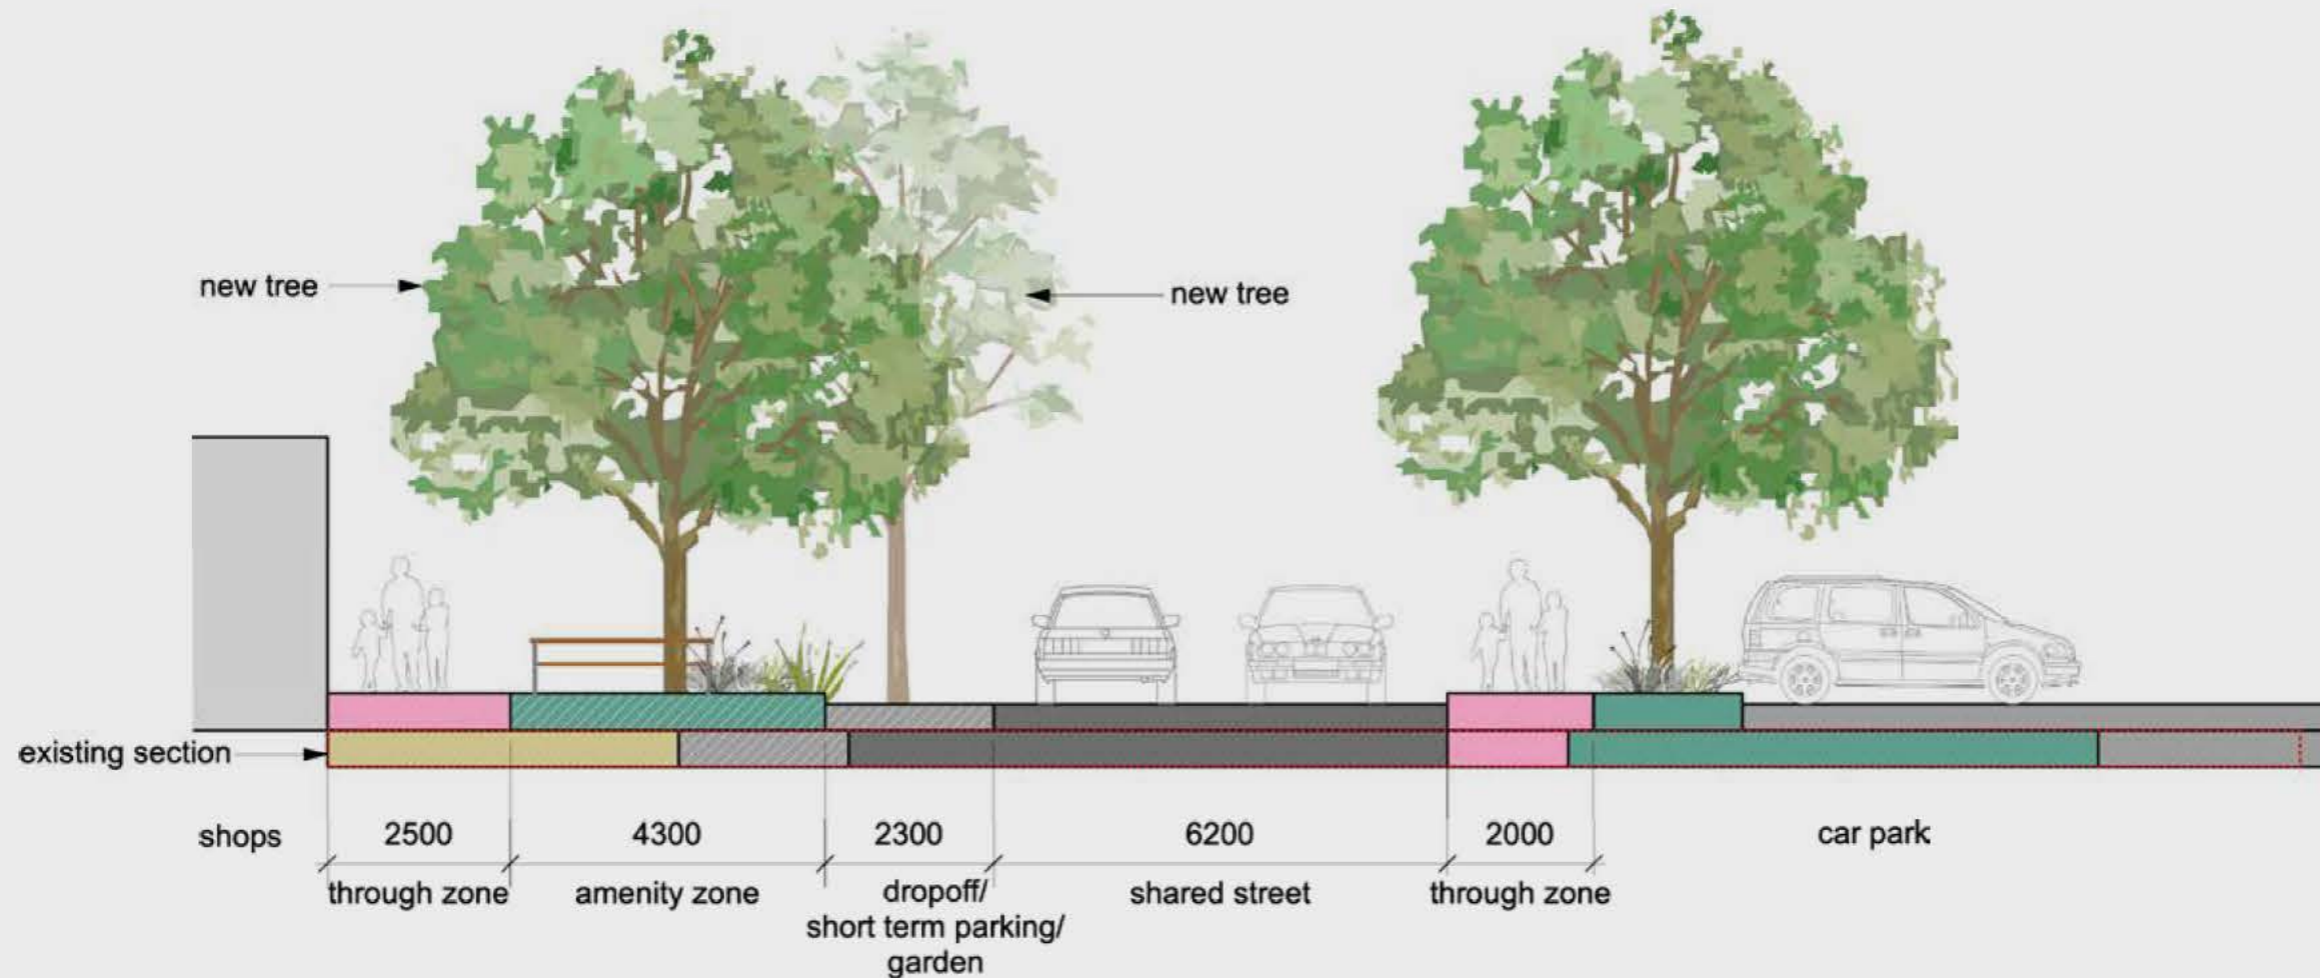 new tree
new tree
existing section
shops
2500
4300
2300
6200
2000
car park
through zone
amenity zone
dropoff/
short term parking/
garden
shared street
through zone